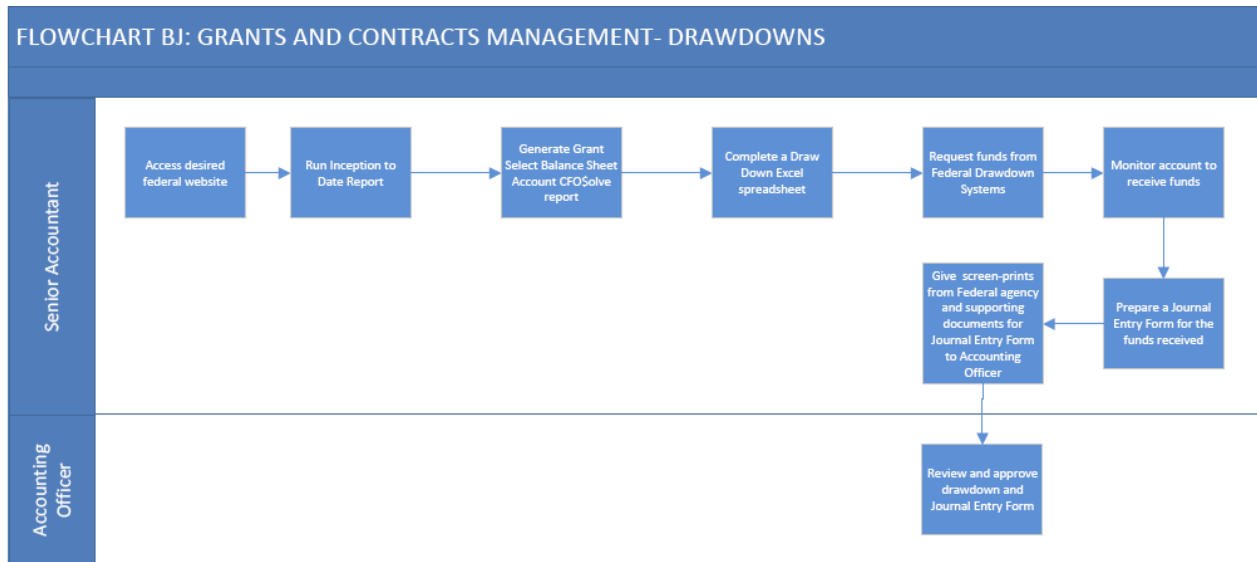 FLOWCHART BJ: GRANTS AND CONTRACTS MANAGEMENT- DRAWDOWNS
Senior Accountant
Access desired
federal website
Run Inception to
Date Report
Generate Grant
Select Balance Sheet
Account CFO$olve
report
Complete a Draw
Down Excel
spreadsheet
Request funds from
Federal Drawdown
Systems
Monitor account to
receive funds
Prepare a Journal
Entry Form for the
funds received
Give screen-prints
from Federal agency
and supporting
documents for
Journal Entry Form
to Accounting
Officer
Accounting
Officer
Review and approve
drawdown and
Journal Entry Form